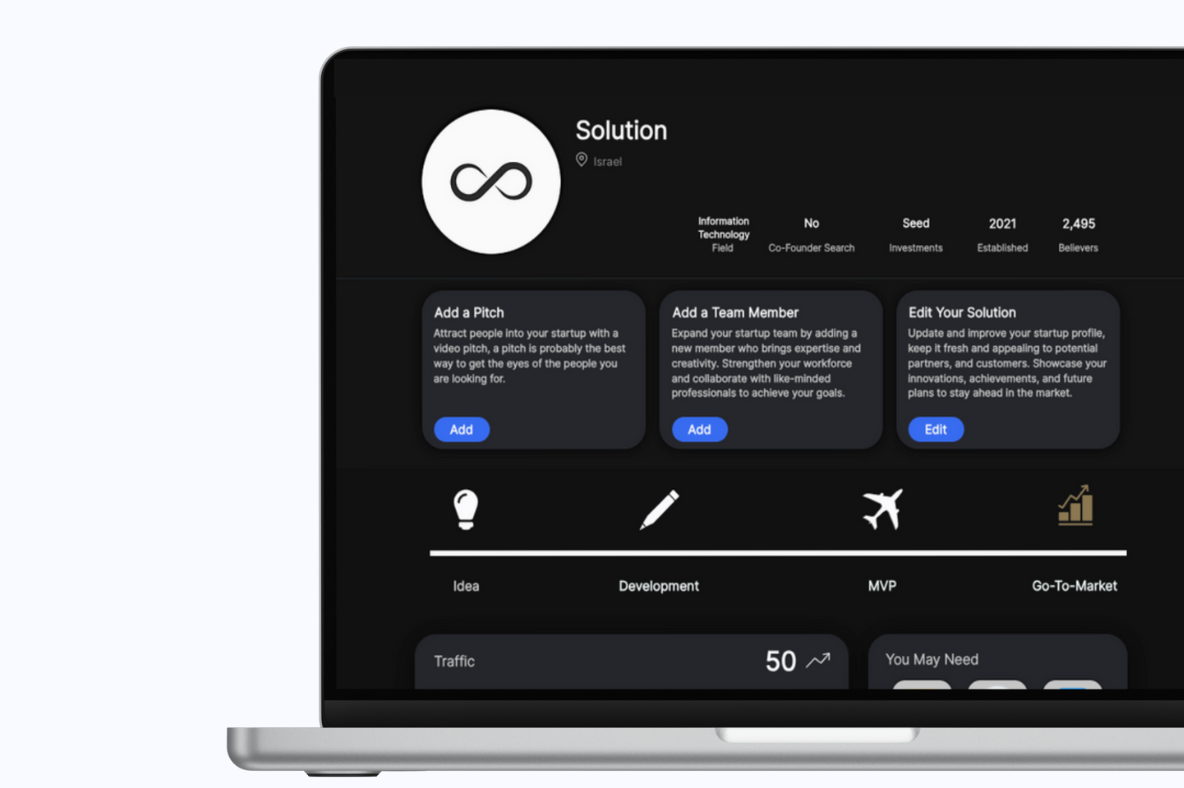 Solution
Israel
Information
Technology
Field
No
Co-Founder Search
Seed
Investments
2021
Established
2,495
Believers
Add a Pitch
Attract people into your startup with a
video pitch, a pitch is probably the best
way to get the eyes of the people you
are looking for.
Add
Add a Team Member
Expand your startup team by adding a
new member who brings expertise and
creativity. Strengthen your workforce
and collaborate with like-minded
professionals to achieve your goals.
Add
Edit Your Solution
Update and improve your startup profile,
keep it fresh and appealing to potential
partners, and customers. Showcase your
innovations, achievements, and future
plans to stay ahead in the market.
Edit
Idea
Development
MVP
Go-To-Market
Traffic
50
You May Need